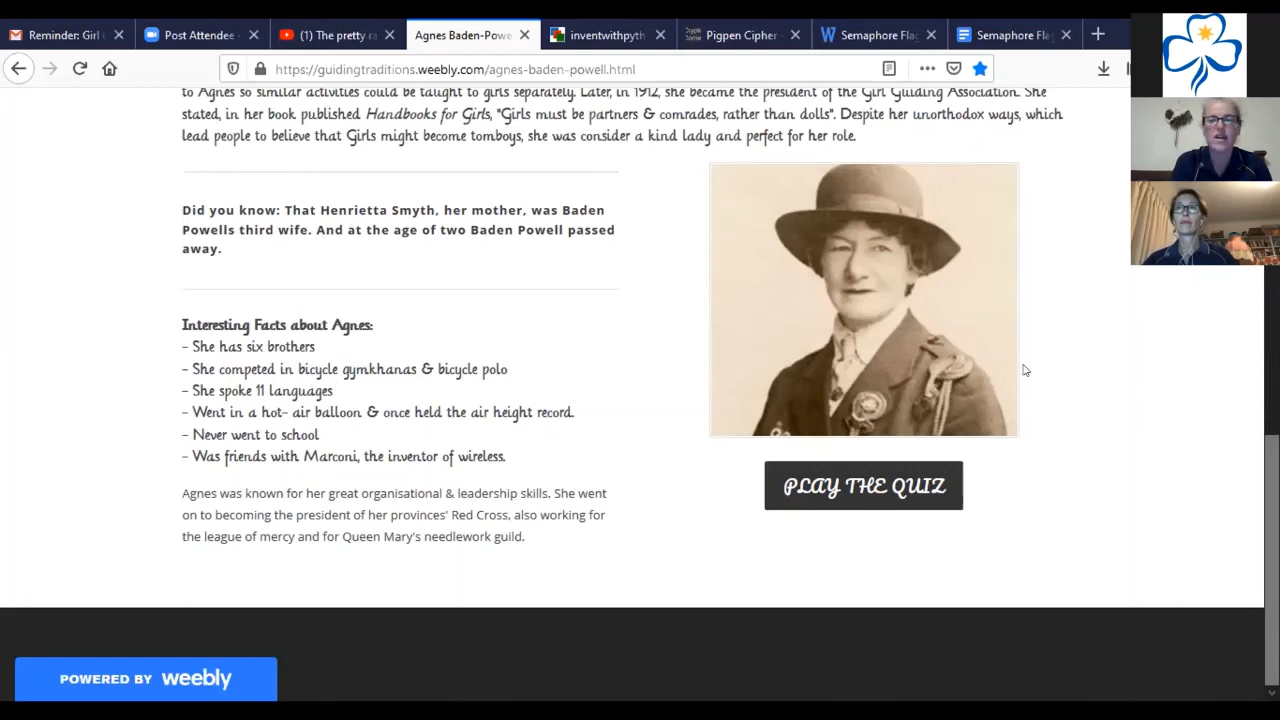 Reminder: Girl
Post Attendee -
(1) The pretty ra
Agnes Baden-Powe
inventwithpyth
Pigpen Cipher
Semaphore Flag
Semaphore Flag
https://guidingtraditions.weebly.com/agnes-baden-powell.html
to Agnes so similar activities could be taught to girls separately. Later, in 1912, she became the president of the Girl Guiding Association. She
stated, in her book published Handbooks for Girls, "Girls must be partners & comrades, rather than dolls". Despite her unorthodox ways, which
lead people to believe that Girls might become tomboys, she was consider a kind lady and perfect for her role.
Did you know: That Henrietta Smyth, her mother, was Baden
Powells third wife. And at the age of two Baden Powell passed
away.
Interesting Facts about Agnes:
- She has six brothers
- She competed in bicycle gymkhanas & bicycle polo
- She spoke 11 languages
- Went in a hot- air balloon & once held the air height record.
- Never went to school
- Was friends with Marconi, the inventor of wireless.
Agnes was known for her great organisational & leadership skills. She went
on to becoming the president of her provinces' Red Cross, also working for
the league of mercy and for Queen Mary's needlework guild.
PLAY THE QUIZ
POWERED BY weebly